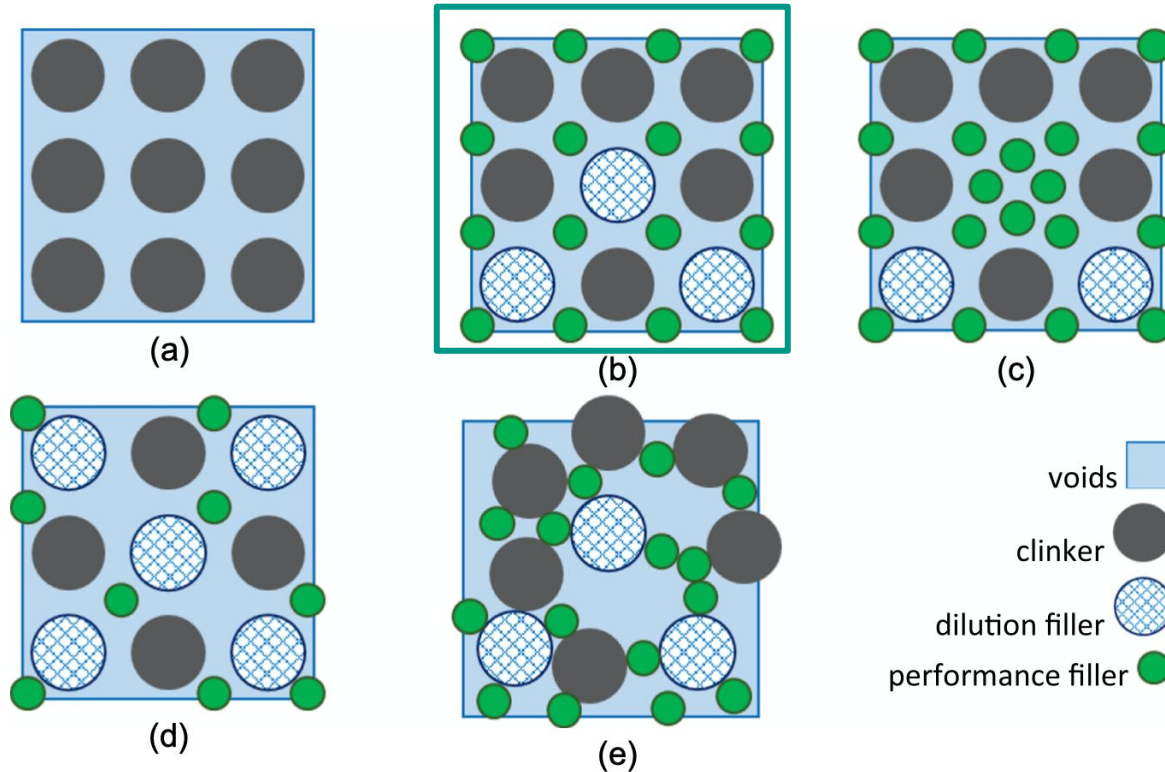 (a)
(b)
(c)
(d)
(e)
voids
clinker
dilution filler
performance filler